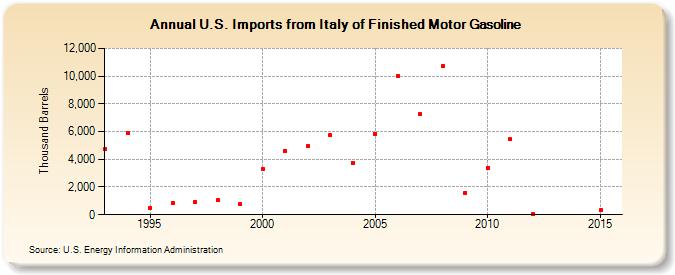 Annual U.S. Imports from Italy of Finished Motor Gasoline
Thousand Barrels
12,000
10,000
8,000
6,000
4,000
2,000
0
1995 2000 2005 2010 2015
Source: U.S. Energy Information Administration